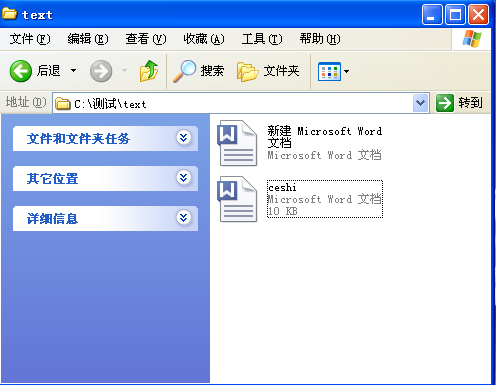 text
文件(F) 编辑(E) 查看(V) 收藏(A) 工具(T) 帮助(H)
后退 搜索 文件夹
地址(D) C:\测试\text 转到
文件和文件夹任务
其它位置
详细信息
新建 Microsoft Word
文档
Microsoft Word 文档
ceshi
Microsoft Word 文档
10 KB